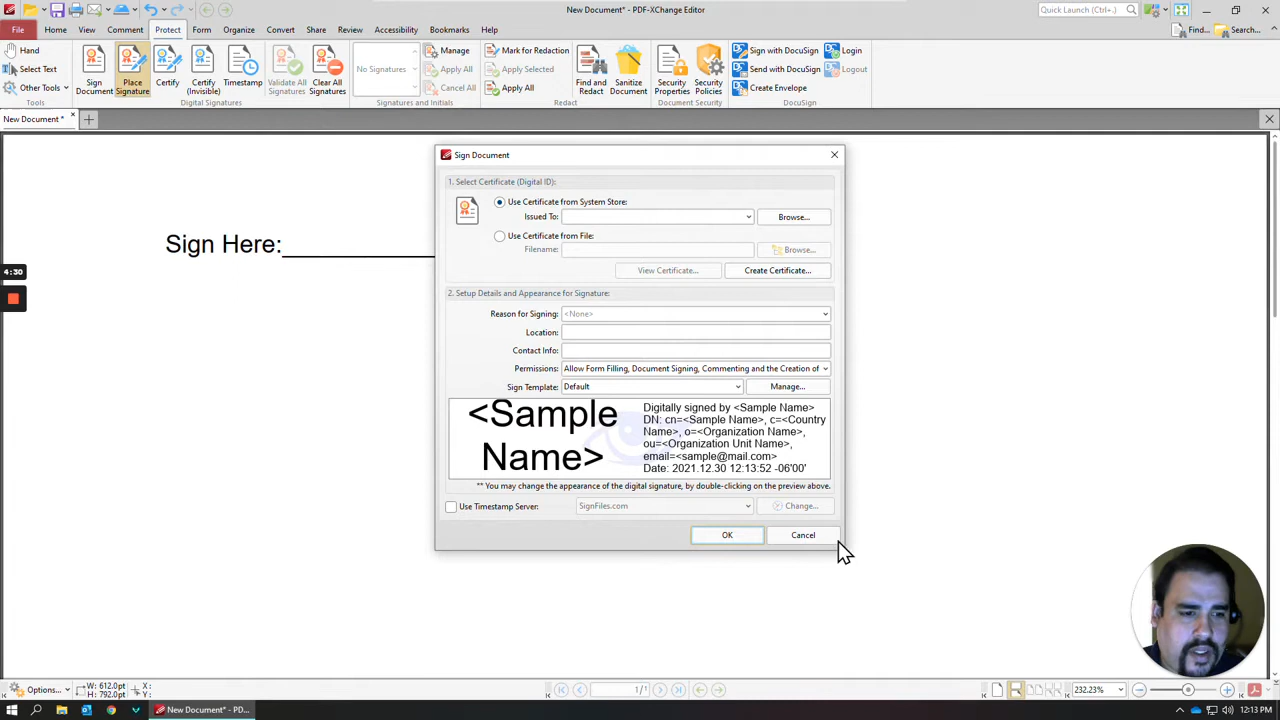 New Document* - PDF-XChange Editor
Quick Launch (Ctrl+.)
File Home View Comment Protect Form Organize Convert Share Review Accessibility Bookmarks Help
Find... Search...
Hand
Select Text
Other Tools
Tools
Sign Document
Place Signature
Certify
Certify (Invisible)
Timestamp
Validate All Signatures
Clear All Signatures
Digital Signatures
No Signatures
Manage
Apply All
Cancel All
Signatures and Initials
Mark for Redaction
Apply Selected
Apply All
Find and Redact
Sanitize Document
Redact
Security Properties
Security Policies
Document Security
Sign with DocuSign
Send with DocuSign
Create Envelope
Login
Logout
DocuSign
New Document *
Sign Here:
4:30
Sign Document
1. Select Certificate (Digital ID):
Use Certificate from System Store:
Issued To:
Browse...
Use Certificate from File:
Filename:
Browse...
View Certificate...
Create Certificate...
2. Setup Details and Appearance for Signature:
Reason for Signing: <None>
Location:
Contact Info:
Permissions: Allow Form Filling, Document Signing, Commenting and the Creation of
Sign Template: Default
Manage...
<Sample
Name>
Digitally signed by <Sample Name>
DN: cn=<Sample Name>, c=<Country
Name>, o=<Organization Name>,
ou=<Organization Unit Name>,
email=<sample@mail.com>
Date: 2021.12.30 12:13:52 -06'00'
** You may change the appearance of the digital signature, by double-clicking on the preview above.
Use Timestamp Server: SignFiles.com
Change...
OK
Cancel
Options...
W: 612.0pt
H: 792.0pt
X:
Y:
1/1
232.23%
New Document* - PD...
12:13 PM